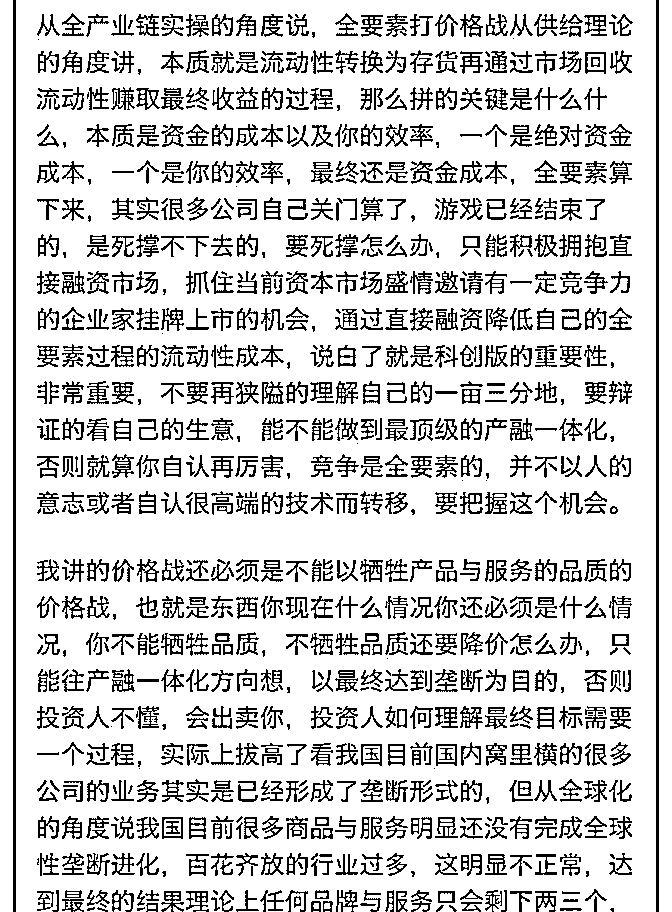 从全产业链实操的角度说，全要素打价格战从供给理论
的角度讲，本质就是流动性转换为存货再通过市场回收
流动性赚取最终收益的过程，那么拼的关键是什么什
么，本质是资金的成本以及你的效率，一个是绝对资金
成本，一个是你的效率，最终还是资金成本，全要素算
下来，其实很多公司自己关门算了，游戏已经结束了
的，是死撑不下去的，要死撑怎么办，只能积极拥抱直
接融资市场，抓住当前资本市场盛情邀请有一定竞争力
的企业家挂牌上市的机会，通过直接融资降低自己的全
要素过程的流动性成本，说白了就是科创版的重要性，
非常重要，不要再狭隘的理解自己的一亩三分地，要辩
证的看自己的生意，能不能做到最顶级的产融一体化，
否则就算你自认再厉害，竞争是全要素的，并不以人的
意志或者自认很高端的技术而转移，要把握这个机会。
我讲的价格战还必须是不能以牺牲产品与服务的品质的
价格战，也就是东西你现在什么情况你还必须是什么情
况，你不能牺牲品质，不牺牲品质还要降价怎么办，只
能往产融一体化方向想，以最终达到垄断为目的，否则
投资人不懂，会出卖你，投资人如何理解最终目标需要
一个过程，实际上拔高了看我国目前国内窝里横的很多
公司的业务其实是已经形成了垄断形式的，但从全球化
的角度说我国目前很多商品与服务明显还没有完成全球
性垄断进化，百花齐放的行业过多，这明显不正常，达
到最终的结果理论上任何品牌与服务只会剩下两三个，